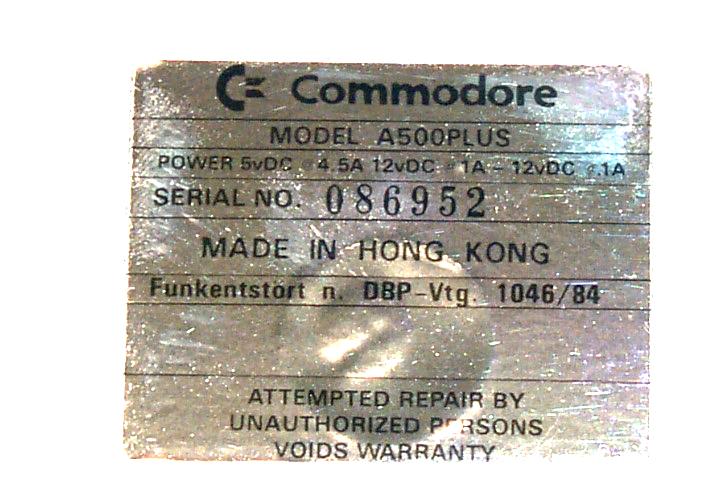 Commodore
MODEL A500PLUS
POWER 5vDC @ 4.5A 12vDC @ 1A - 12vDC @ .1A
SERIAL NO. 086952
MADE IN HONG KONG
Funkentstört n. DBP-Vtg. 1046/84
ATTEMPTED REPAIR BY
UNAUTHORIZED PERSONS
VOIDS WARRANTY